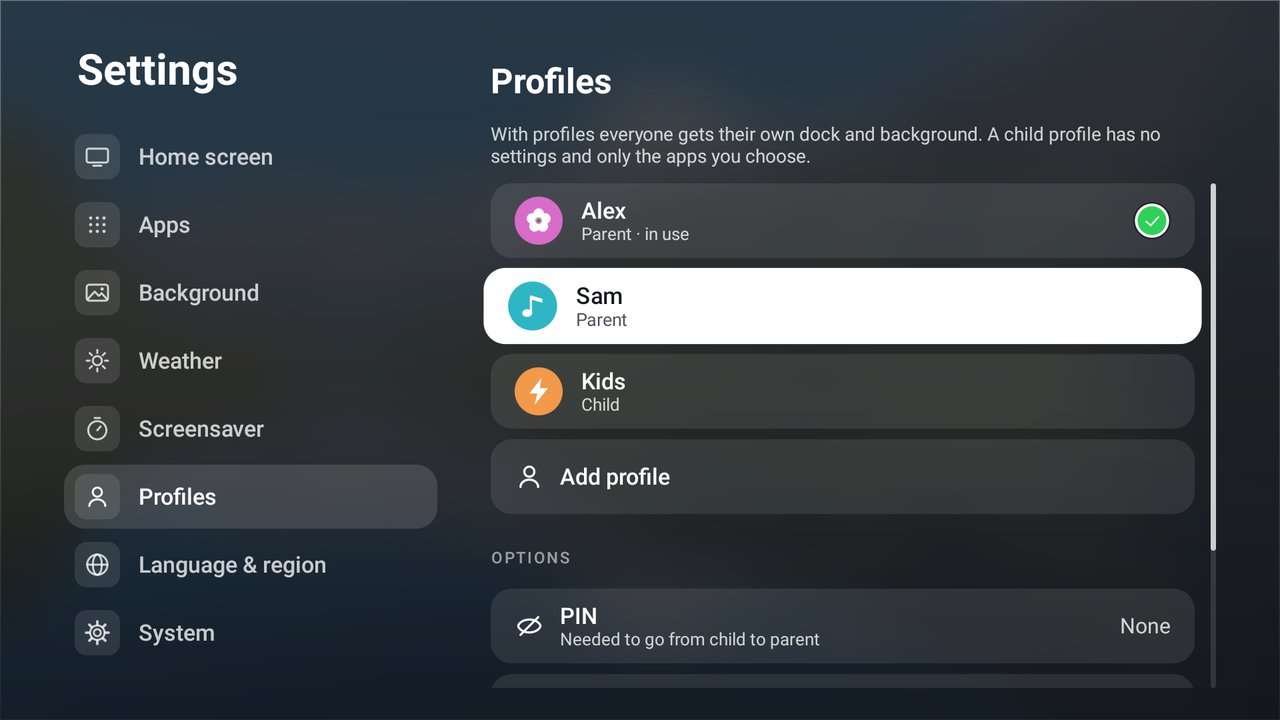 Settings
Home screen
Apps
Background
Weather
Screensaver
Profiles
Language & region
System
Profiles
With profiles everyone gets their own dock and background. A child profile has no
settings and only the apps you choose.
Alex
Parent · in use
Sam
Parent
Kids
Child
Add profile
OPTIONS
PIN
Needed to go from child to parent
None